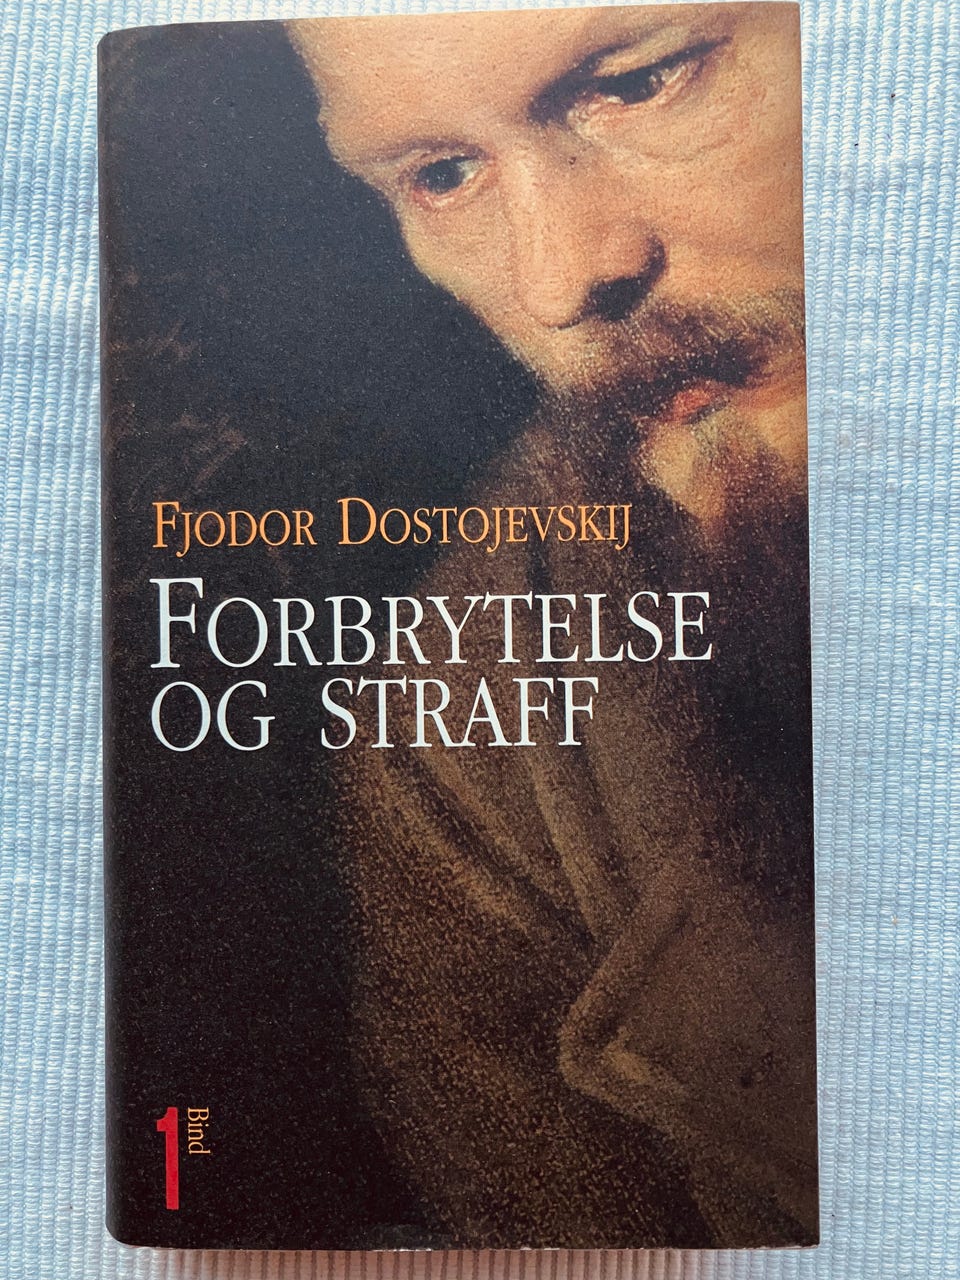 Fjodor Dostojevskij
Forbrytelse
og straff
1
Bind